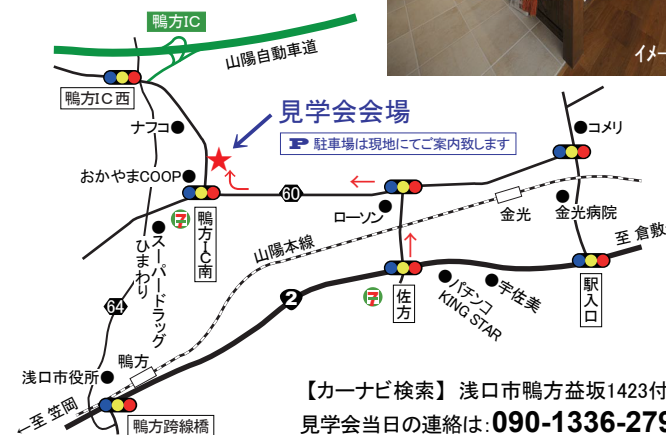 鴨方IC
山陽自動車道
イメー
鴨方IC西
ナフコ
見学会会場
P 駐車場は現地にてご案内致します
コメリ
おかやまCOOP
60
ローソン
金光
金光病院
7
鴨方IC南
山陽本線
至 倉敷
スーパードラッグ
ひまわり
64
2
7
佐方
パチンコ
KING STAR
宇佐美
駅入口
鴨方
浅口市役所
←至 笠岡
鴨方跨線橋
【カーナビ検索】 浅口市鴨方益坂1423付
見学会当日の連絡は:090-1336-279